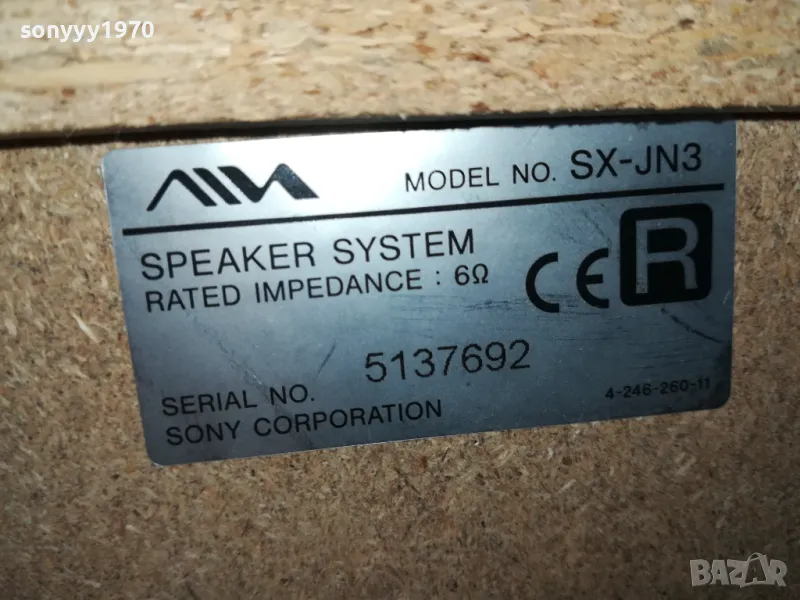 sonyyy1970
AIWA
MODEL NO. SX-JN3
SPEAKER SYSTEM
RATED IMPEDANCE : 6Ω
CE R
SERIAL NO. 5137692
4-246-260-11
SONY CORPORATION
BAZAR